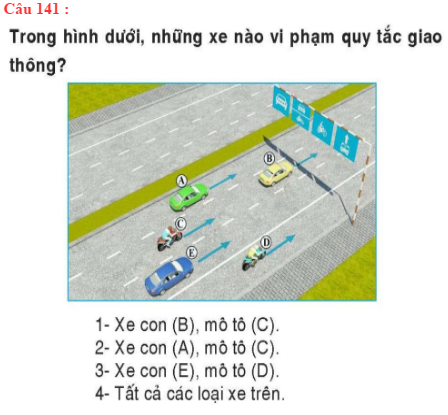 Câu 141 :
Trong hình dưới, những xe nào vi phạm quy tắc giao
thông?
B
A
C
E
D
1- Xe con (B), mô tô (C).
2- Xe con (A), mô tô (C).
3- Xe con (E), mô tô (D).
4- Tất cả các loại xe trên.